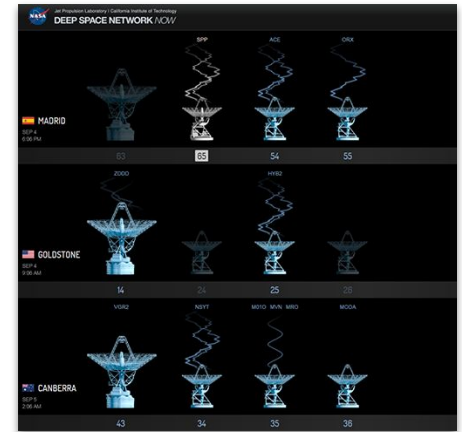 NASA
Jet Propulsion Laboratory | California Institute of Technology
DEEP SPACE NETWORK NOW
SPP ACE ORX
MADRID
SEP 4
6:06 PM
63 65 54 55
ZODD HYB2
GOLDSTONE
SEP 4
9:06 AM
14 24 25 26
VGR2 NSYT M01O MVN MRO MODA
CANBERRA
SEP 5
2:06 AM
43 34 35 36